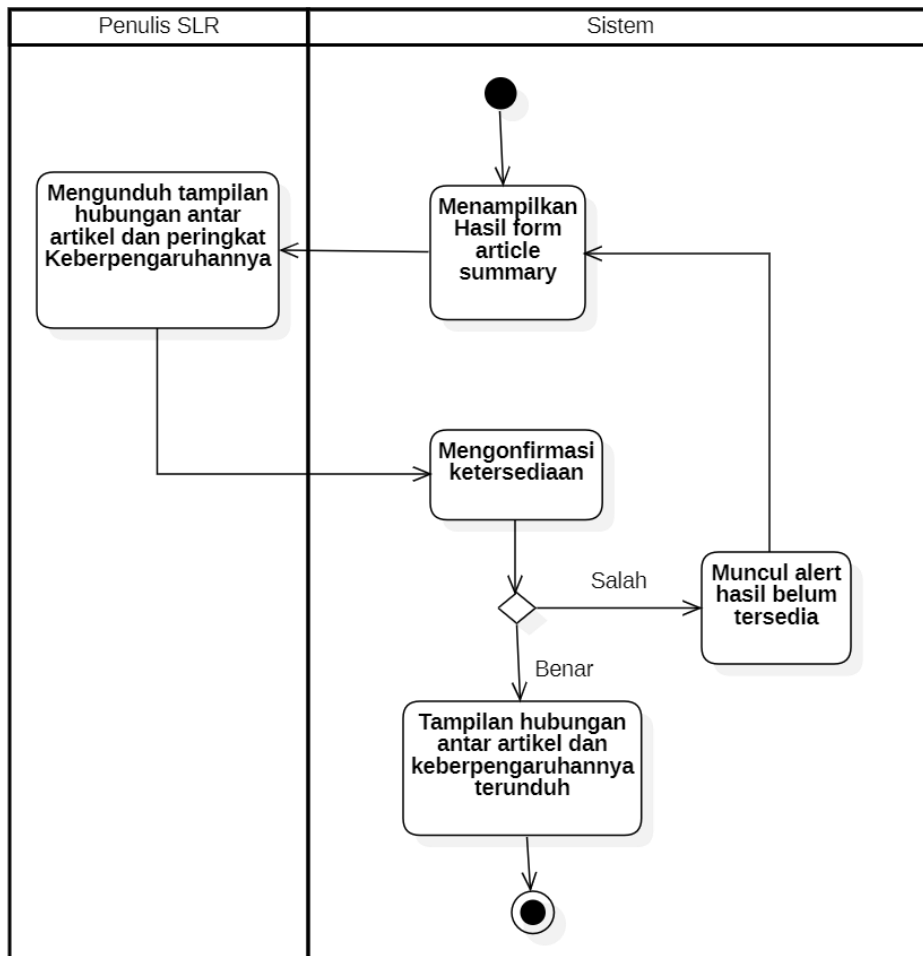 Penulis SLR
Sistem
Mengunduh tampilan
hubungan antar
artikel dan peringkat
Keberpengaruhannya
Menampilkan
Hasil form
article
summary
Mengonfirmasi
ketersediaan
Salah
Muncul alert
hasil belum
tersedia
Benar
Tampilan hubungan
antar artikel dan
keberpengaruhannya
terunduh